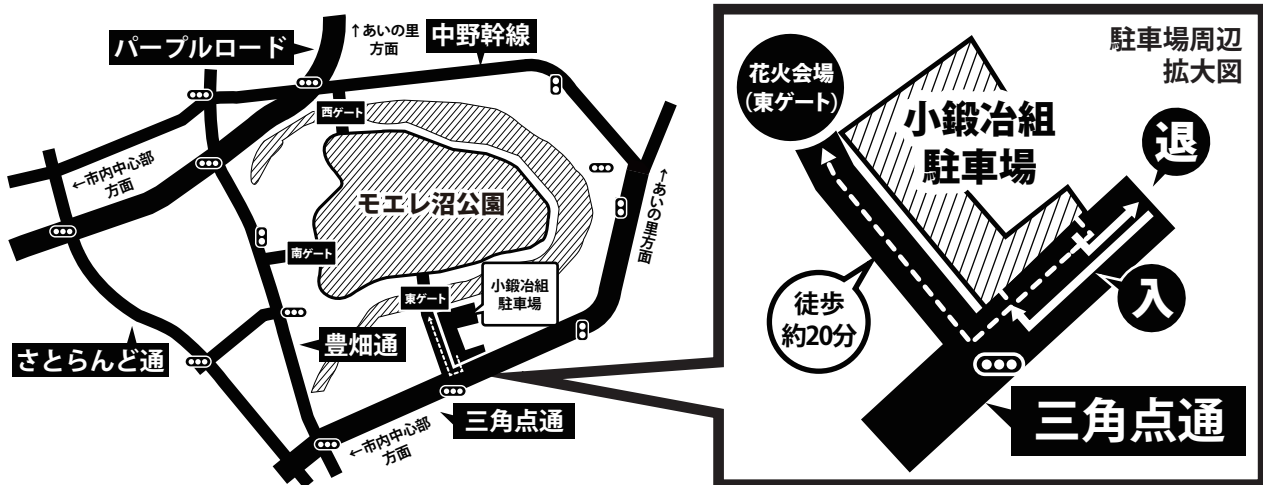 パープルロード
↑あいの里
方面
中野幹線
西ゲート
←市内中心部
方面
モエレ沼公園
↑あいの里方面
南ゲート
東ゲート
小鍛冶組
駐車場
さとらんど通
豊畑通
三角点通
←市内中心部
方面
駐車場周辺
拡大図
花火会場
(東ゲート)
小鍛冶組
駐車場
退
入
徒歩
約20分
三角点通